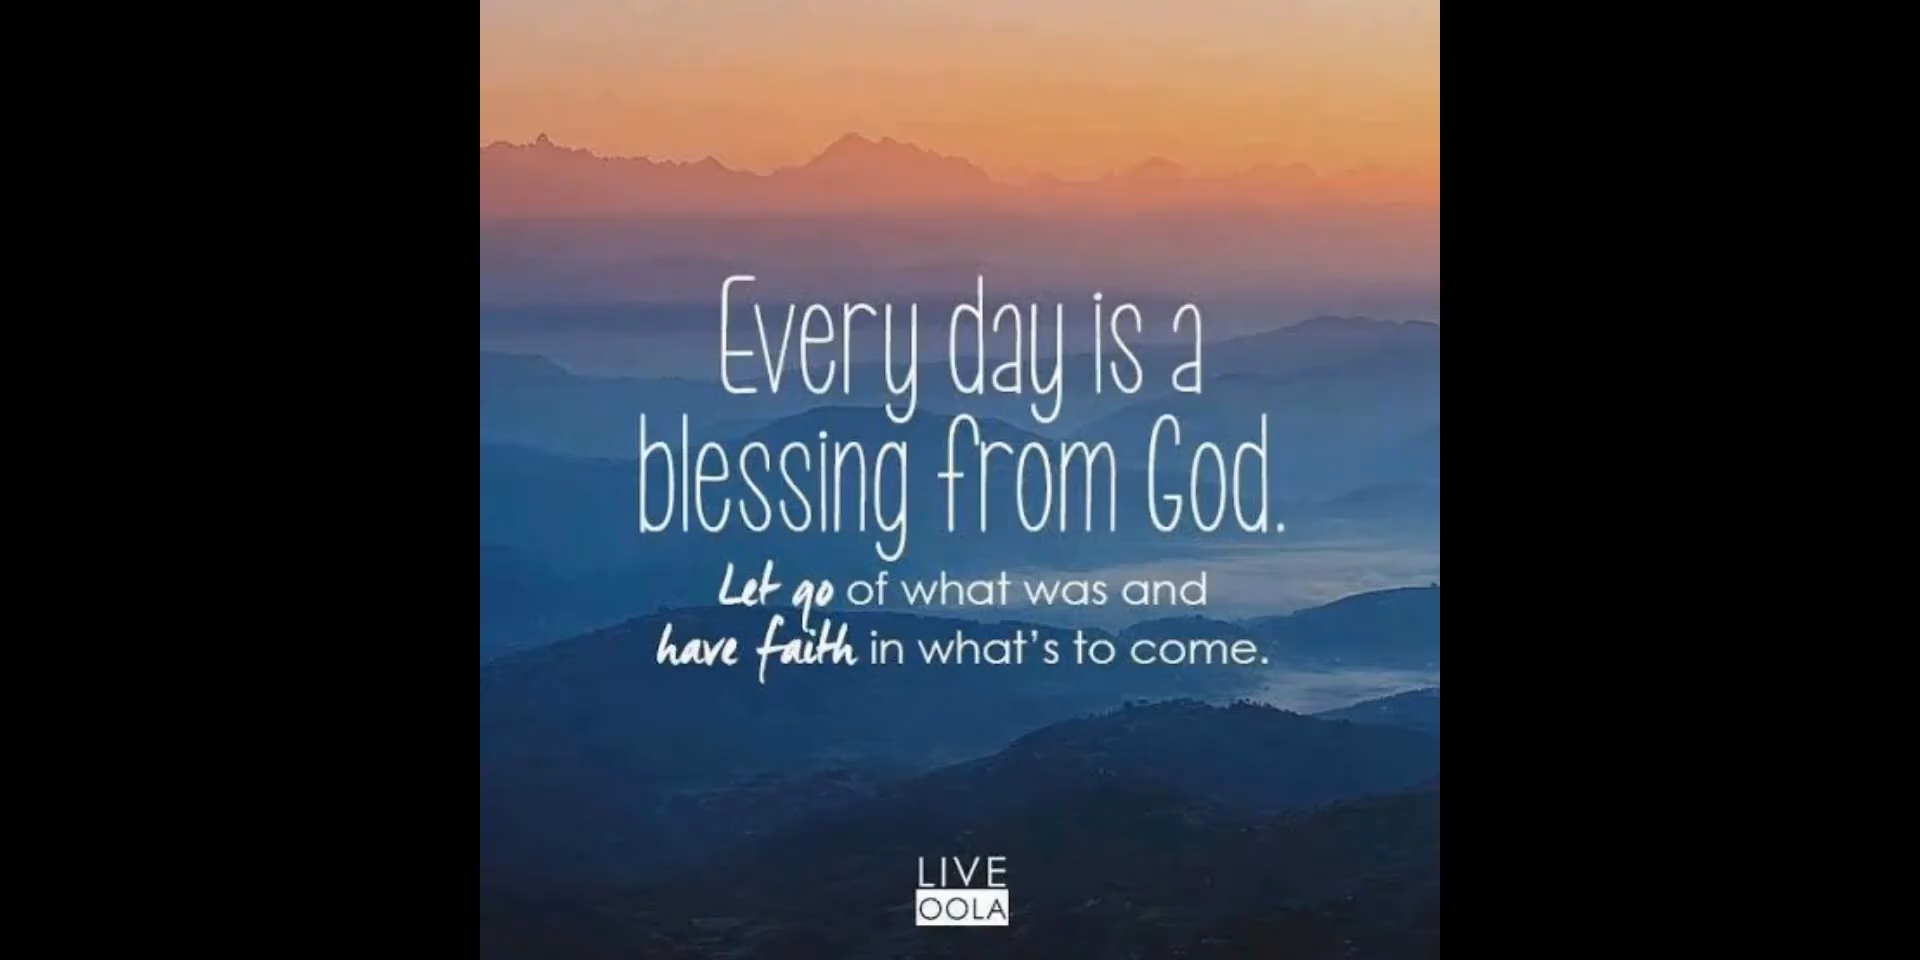 Every day is a
blessing from God.
Let go of what was and
have faith in what's to come.
LIVE
OOLA